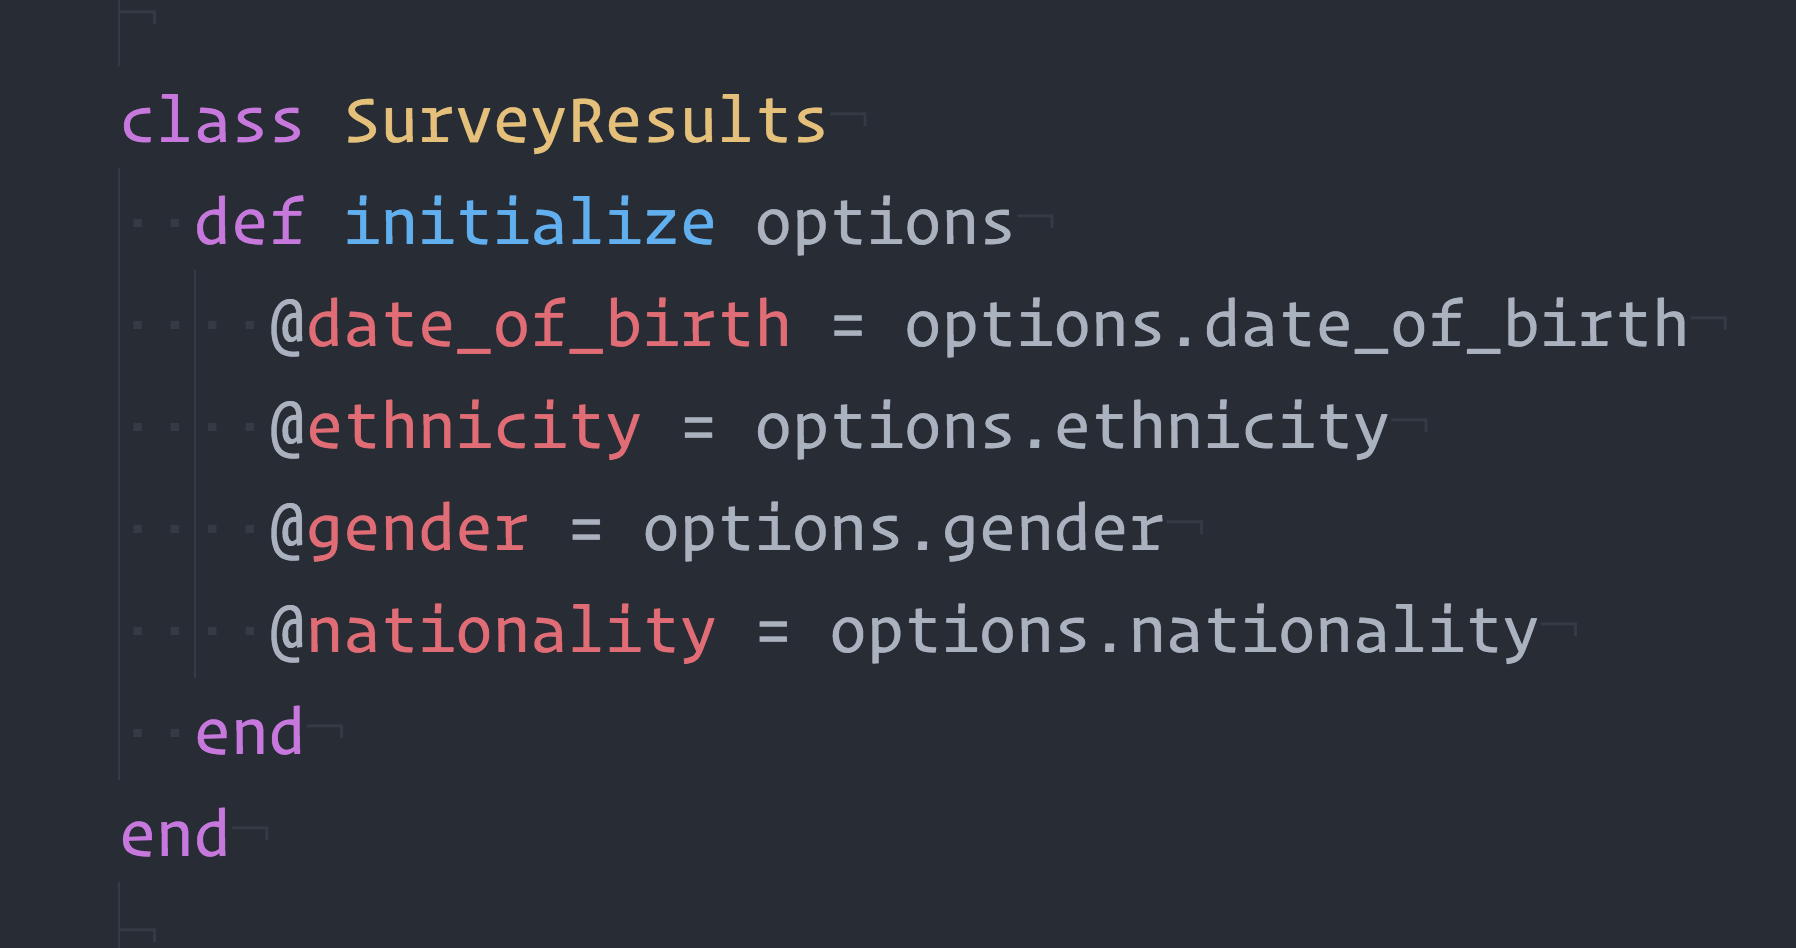 class SurveyResults
  def initialize options
    @date_of_birth = options.date_of_birth
    @ethnicity = options.ethnicity
    @gender = options.gender
    @nationality = options.nationality
  end
end